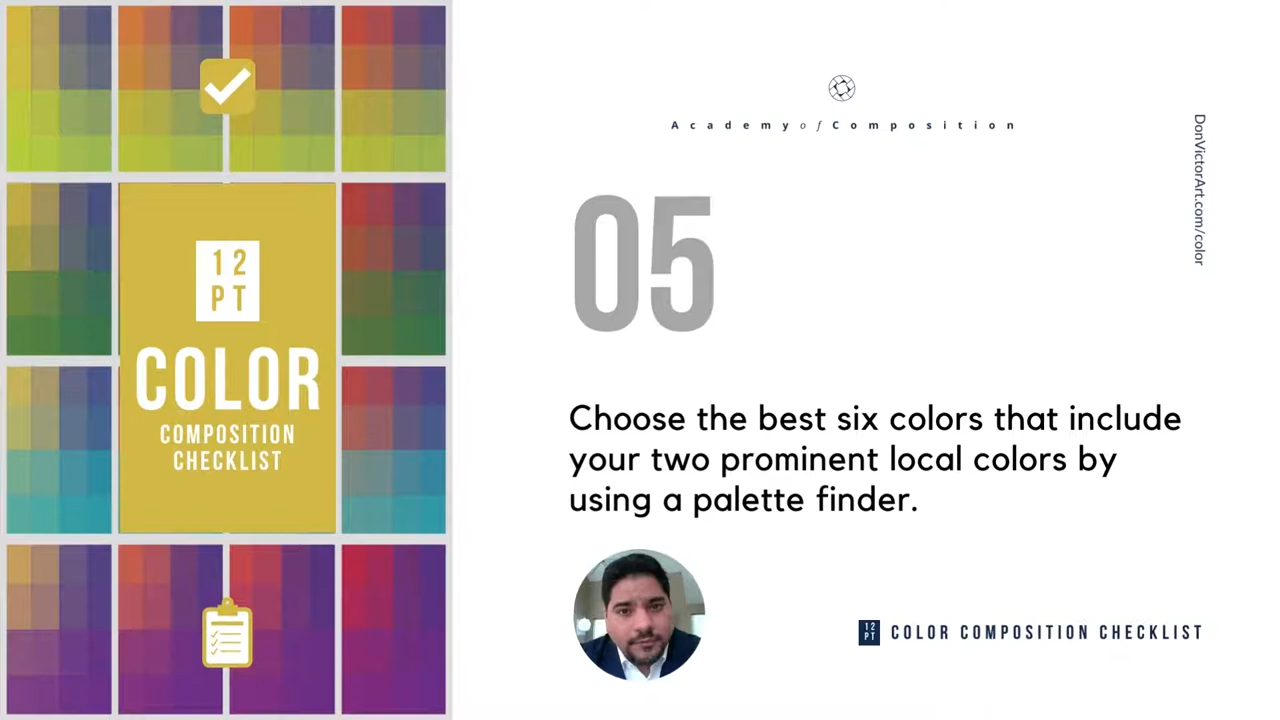 12
PT
COLOR
COMPOSITION
CHECKLIST
Academy of Composition
DonVictorArt.com/color
05
Choose the best six colors that include
your two prominent local colors by
using a palette finder.
12
PT
COLOR COMPOSITION CHECKLIST